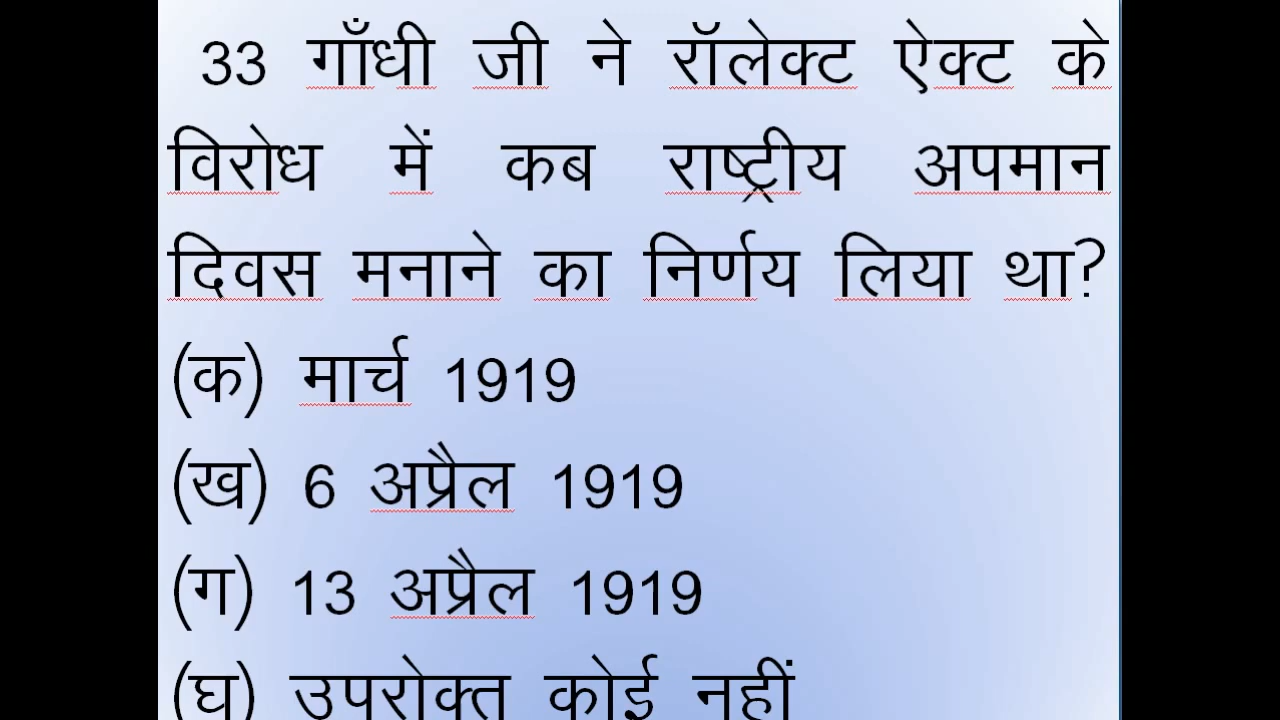 33 गाँधी जी ने रॉलेक्ट ऐक्ट के
विरोध में कब राष्ट्रीय अपमान
दिवस मनाने का निर्णय लिया था?
(क) मार्च 1919
(ख) 6 अप्रैल 1919
(ग) 13 अप्रैल 1919
(घ) उपरोक्त कोई नहीं